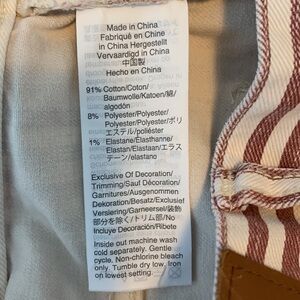 Made in China
Fabriqué en Chine
in China Hergestellt
Vervaardigd in China
中国製
Hecho en China
91% Cotton/Coton/
Baumwolle/Katoen/綿/
algodón
8% Polyester/Polyester/
Polyester/Polyester/ポリ
エステル/poliéster
1% Elastane/Élasthanne/
Elastan/Elastaan/エラス
テーン/elastano
Exclusive Of Decoration/
Trimming/Sauf Décoration/
Garnitures/Ausgenommen
Dekoration/Besatz/Exclusief
Versiering/Garneersel/装飾
部分を除く/トリム部/No
Incluye Decoración/Ribete
Inside out machine wash
cold separately. Gentle
cycle. Non-chlorine bleach
only. Tumble dry low. Iron
on lowest setting.